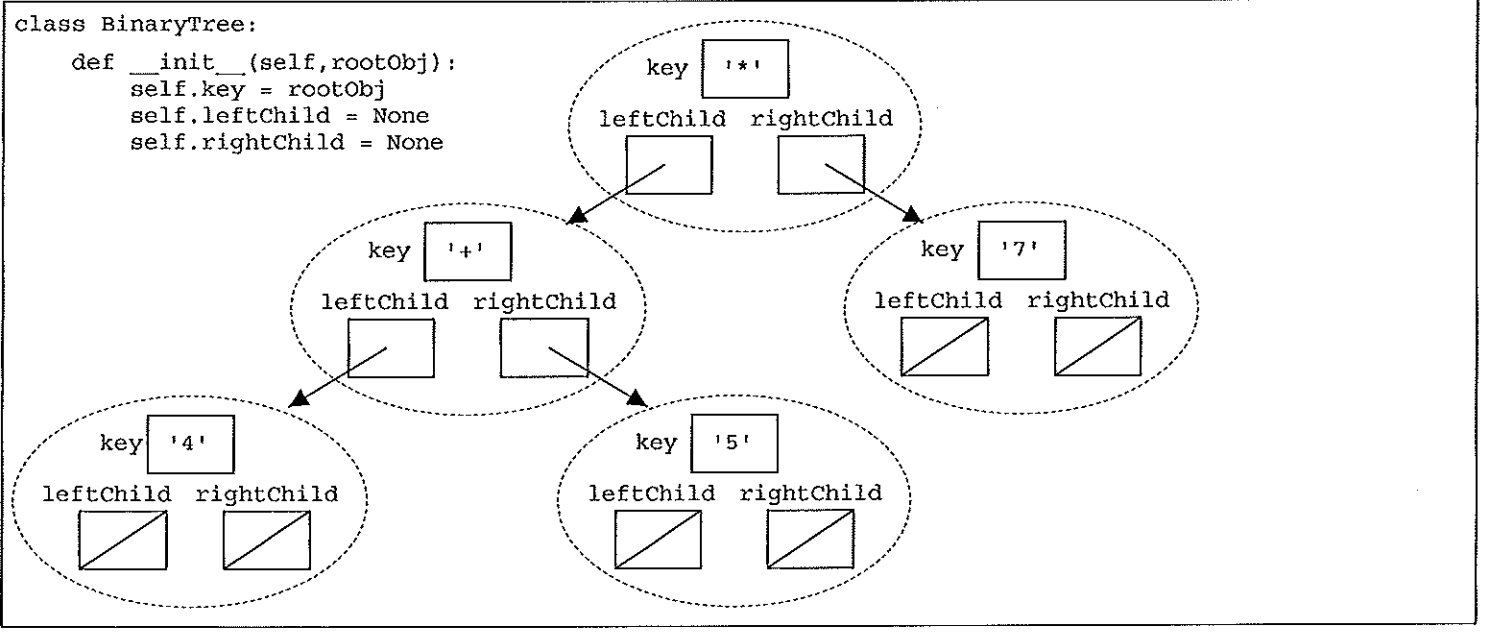 class BinaryTree:
    def __init__(self,rootObj):
        self.key = rootObj
        self.leftChild = None
        self.rightChild = None
key '*'
leftChild rightChild
key '+'
leftChild rightChild
key '7'
leftChild rightChild
key '4'
leftChild rightChild
key '5'
leftChild rightChild